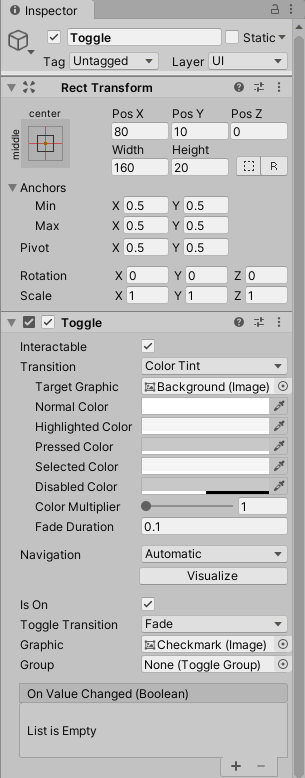 Inspector
Toggle Static
Tag Untagged Layer UI
Rect Transform
center
middle
Pos X Pos Y Pos Z
80 10 0
Width Height
160 20 R
Anchors
Min X 0.5 Y 0.5
Max X 0.5 Y 0.5
Pivot X 0.5 Y 0.5
Rotation X 0 Y 0 Z 0
Scale X 1 Y 1 Z 1
Toggle
Interactable
Transition Color Tint
Target Graphic Background (Image)
Normal Color
Highlighted Color
Pressed Color
Selected Color
Disabled Color
Color Multiplier 1
Fade Duration 0.1
Navigation Automatic
Visualize
Is On
Toggle Transition Fade
Graphic Checkmark (Image)
Group None (Toggle Group)
On Value Changed (Boolean)
List is Empty
+ −